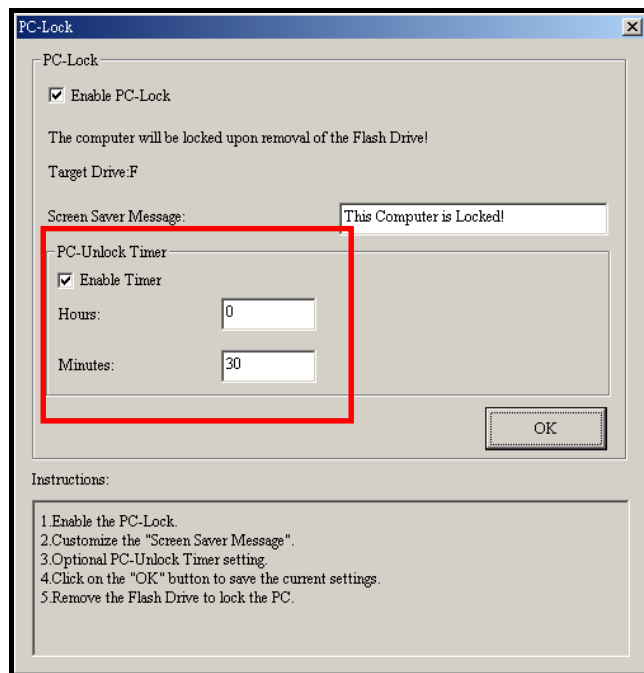 PC-Lock
PC-Lock
Enable PC-Lock
The computer will be locked upon removal of the Flash Drive!
Target Drive:F
Screen Saver Message: This Computer is Locked!
PC-Unlock Timer
Enable Timer
Hours: 0
Minutes: 30
OK
Instructions:
1.Enable the PC-Lock.
2.Customize the "Screen Saver Message".
3.Optional PC-Unlock Timer setting.
4.Click on the "OK" button to save the current settings.
5.Remove the Flash Drive to lock the PC.